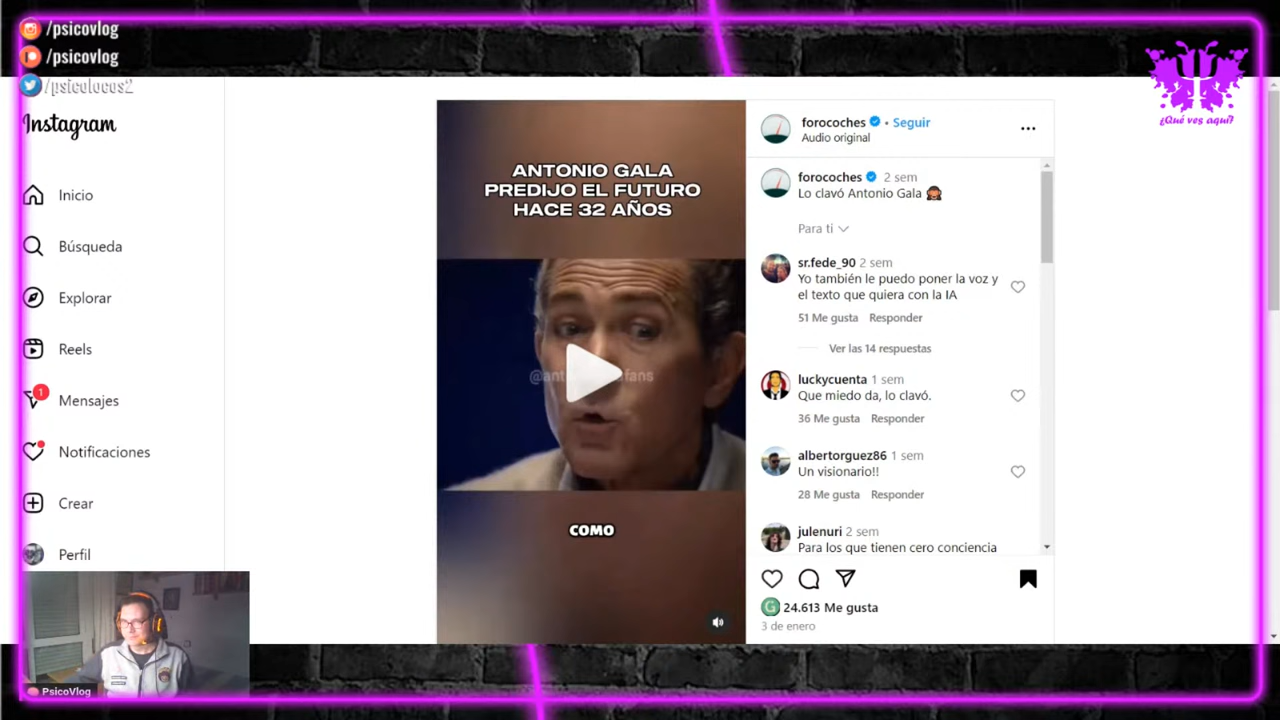 /psicovlog
/psicovlog
/psicolocos2
¿Qué ves aquí?
Instagram
Inicio
Búsqueda
Explorar
Reels
1
Mensajes
Notificaciones
Crear
Perfil
PsicoVlog
ANTONIO GALA
PREDIJO EL FUTURO
HACE 32 AÑOS
COMO
forocoches • Seguir
Audio original
forocoches 2 sem
Lo clavó Antonio Gala
Para ti
sr.fede_90 2 sem
Yo también le puedo poner la voz y
el texto que quiera con la IA
51 Me gusta Responder
Ver las 14 respuestas
luckycuenta 1 sem
Que miedo da, lo clavó.
36 Me gusta Responder
albertorguez86 1 sem
Un visionario!!
28 Me gusta Responder
julenuri 2 sem
Para los que tienen cero conciencia
24.613 Me gusta
3 de enero